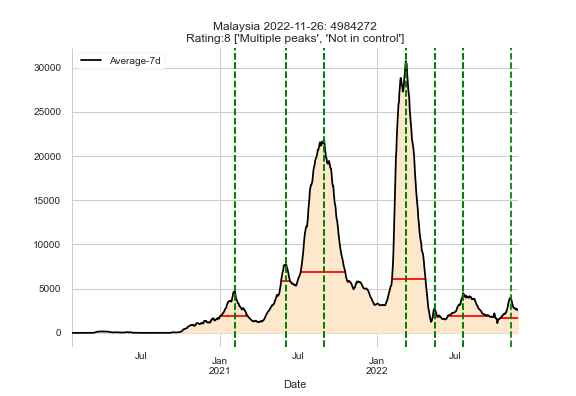 Malaysia 2022-11-26: 4984272
Rating:8 ['Multiple peaks', 'Not in control']
Average-7d
30000
25000
20000
15000
10000
5000
0
Jul
Jan
2021
Jul
Jan
2022
Jul
Date